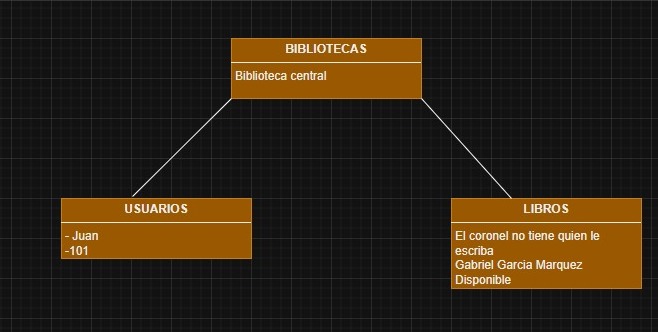 BIBLIOTECAS
Biblioteca central
USUARIOS
- Juan
-101
LIBROS
El coronel no tiene quien le
escriba
Gabriel Garcia Marquez
Disponible